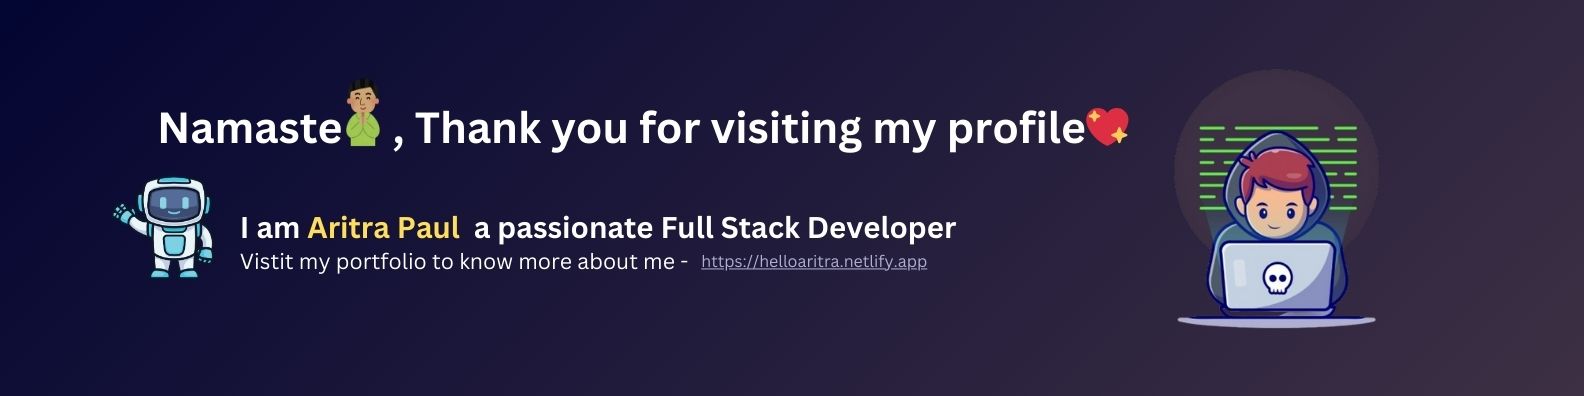 Namaste , Thank you for visiting my profile
I am Aritra Paul a passionate Full Stack Developer
Vistit my portfolio to know more about me - https://helloaritra.netlify.app